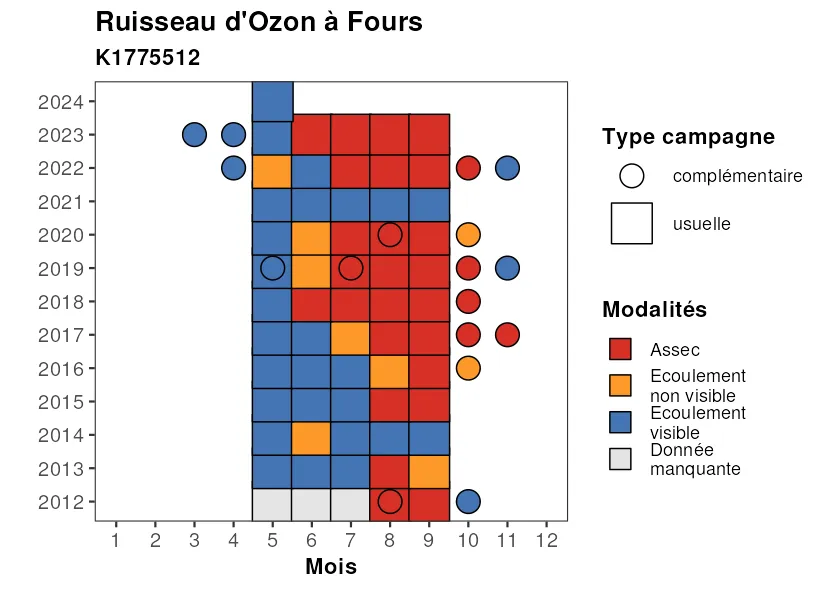 Ruisseau d'Ozon à Fours
K1775512
2024
2023
2022
2021
2020
2019
2018
2017
2016
2015
2014
2013
2012
1 2 3 4 5 6 7 8 9 10 11 12
Mois
Type campagne
complémentaire
usuelle
Modalités
Assec
Ecoulement
non visible
Ecoulement
visible
Donnée
manquante